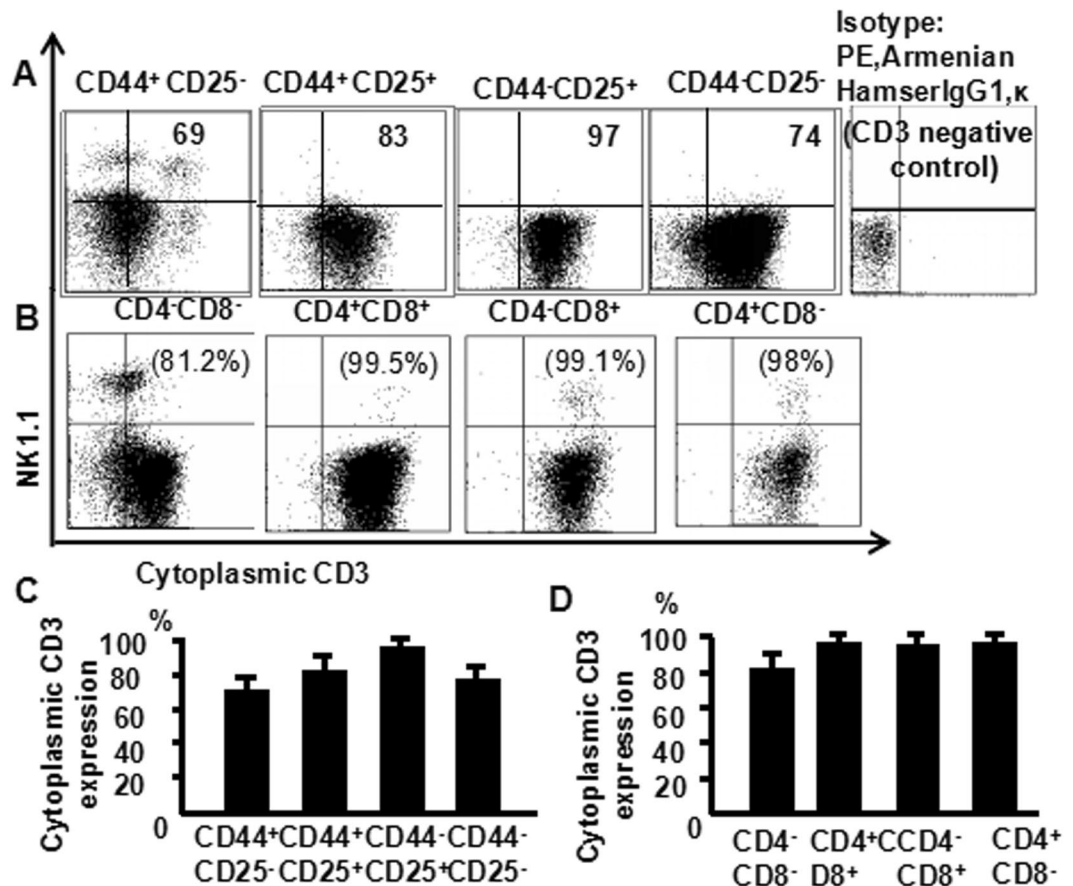 Isotype:
PE,Armenian
HamserIgG1,κ
(CD3 negative
control)
A
CD44+ CD25-
CD44+ CD25+
CD44-CD25+
CD44-CD25-
69
83
97
74
B
CD4-CD8-
CD4+CD8+
CD4-CD8+
CD4+CD8-
(81.2%)
(99.5%)
(99.1%)
(98%)
NK1.1
Cytoplasmic CD3
C
Cytoplasmic CD3
expression
%
100
80
60
40
20
0
CD44+ CD44+ CD44- CD44-
CD25- CD25+ CD25+ CD25-
D
Cytoplasmic CD3
expression
%
100
80
60
40
20
0
CD4- CD4+CCD4- CD4+
CD8- D8+ CD8+ CD8-